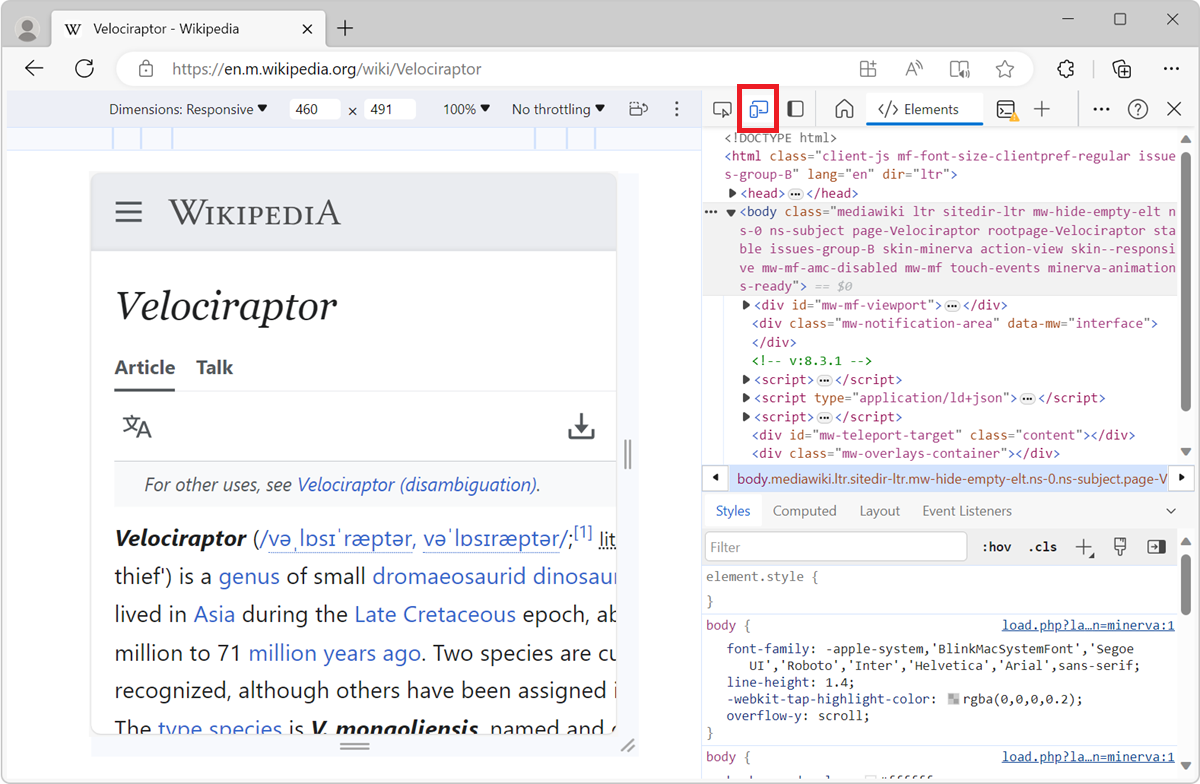 Velociraptor - Wikipedia
https://en.m.wikipedia.org/wiki/Velociraptor
Dimensions: Responsive 460 x 491 100% No throttling
</> Elements
WIKIPEDIA
Velociraptor
Article Talk
For other uses, see Velociraptor (disambiguation).
Velociraptor (/vəˌlɒsɪˈræptər, vəˈlɒsɪræptər/;[1] lit
thief') is a genus of small dromaeosaurid dinosaur
lived in Asia during the Late Cretaceous epoch, ab
million to 71 million years ago. Two species are cu
recognized, although others have been assigned i
The type species is V. mongoliensis, named and
<!DOCTYPE html>
<html class="client-js mf-font-size-clientpref-regular issue
s-group-B" lang="en" dir="ltr">
<head> ⋯ </head>
⋯ <body class="mediawiki ltr sitedir-ltr mw-hide-empty-elt n
s-0 ns-subject page-Velociraptor rootpage-Velociraptor sta
ble issues-group-B skin-minerva action-view skin--responsi
ve mw-mf-amc-disabled mw-mf touch-events minerva-animation
s-ready"> == $0
<div id="mw-mf-viewport"> ⋯ </div>
<div class="mw-notification-area" data-mw="interface">
</div>
<!-- v:8.3.1 -->
<script> ⋯ </script>
<script type="application/ld+json"> ⋯ </script>
<script> ⋯ </script>
<div id="mw-teleport-target" class="content"></div>
<div class="mw-overlays-container"></div>
body.mediawiki.ltr.sitedir-ltr.mw-hide-empty-elt.ns-0.ns-subject.page-V
Styles Computed Layout Event Listeners
Filter :hov .cls
element.style {
}
body { load.php?la…n=minerva:1
font-family: -apple-system,'BlinkMacSystemFont','Segoe
UI','Roboto','Inter','Helvetica','Arial',sans-serif;
line-height: 1.4;
-webkit-tap-highlight-color: rgba(0,0,0,0.2);
overflow-y: scroll;
}
body { load.php?la…n=minerva:1